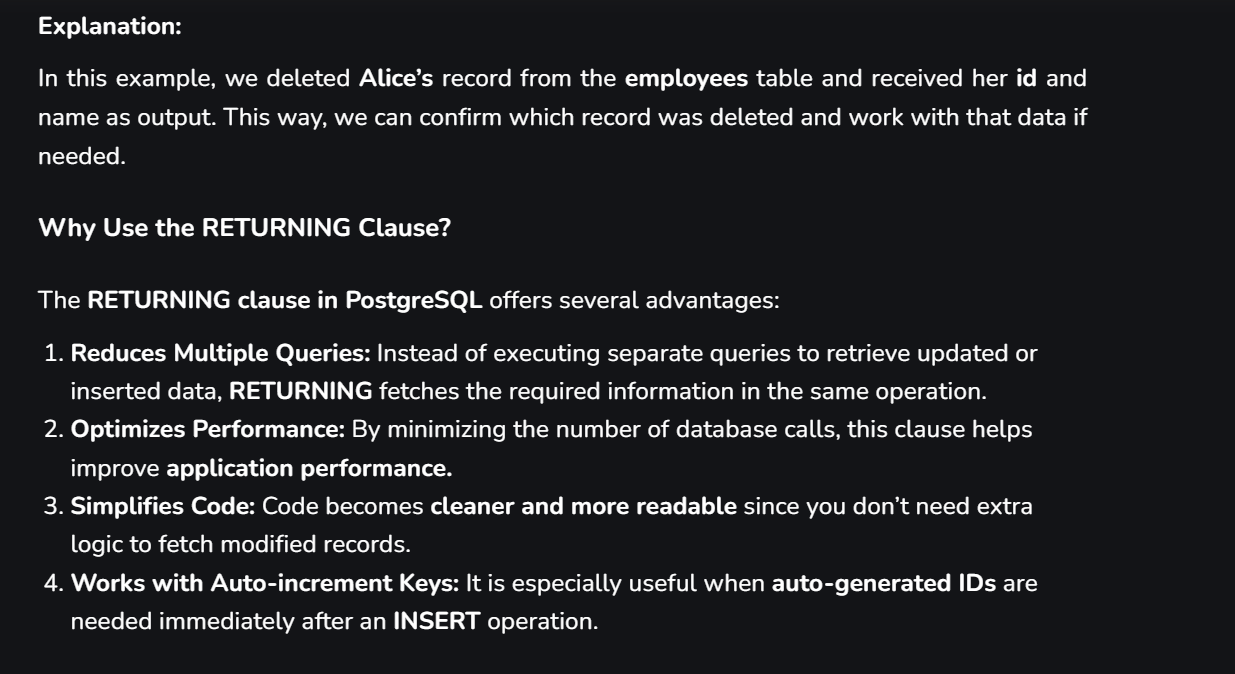 Explanation:
In this example, we deleted Alice’s record from the employees table and received her id and
name as output. This way, we can confirm which record was deleted and work with that data if
needed.
Why Use the RETURNING Clause?
The RETURNING clause in PostgreSQL offers several advantages:
1. Reduces Multiple Queries: Instead of executing separate queries to retrieve updated or
inserted data, RETURNING fetches the required information in the same operation.
2. Optimizes Performance: By minimizing the number of database calls, this clause helps
improve application performance.
3. Simplifies Code: Code becomes cleaner and more readable since you don’t need extra
logic to fetch modified records.
4. Works with Auto-increment Keys: It is especially useful when auto-generated IDs are
needed immediately after an INSERT operation.